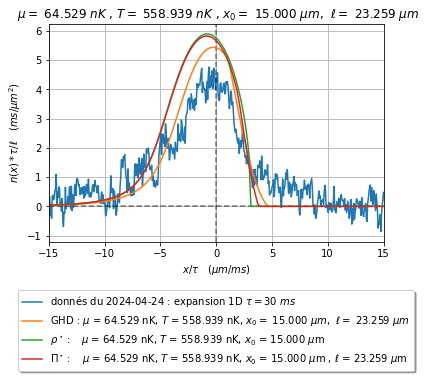 μ = 64.529 nK , T = 558.939 nK , x₀ = 15.000 μm, ℓ = 23.259 μm
n(x) * τ/ℓ (ms/μm²)
6
5
4
3
2
1
0
−1
−15
−10
−5
0
5
10
15
x/τ (μm/ms)
donnés du 2024-04-24 : expansion 1D τ = 30 ms
GHD : μ = 64.529 nK, T = 558.939 nK, x₀ = 15.000 μm, ℓ = 23.259 μm
ρ* : μ = 64.529 nK, T = 558.939 nK, x₀ = 15.000 μm
Π* : μ = 64.529 nK, T = 558.939 nK, x₀ = 15.000 μm , ℓ = 23.259 μm